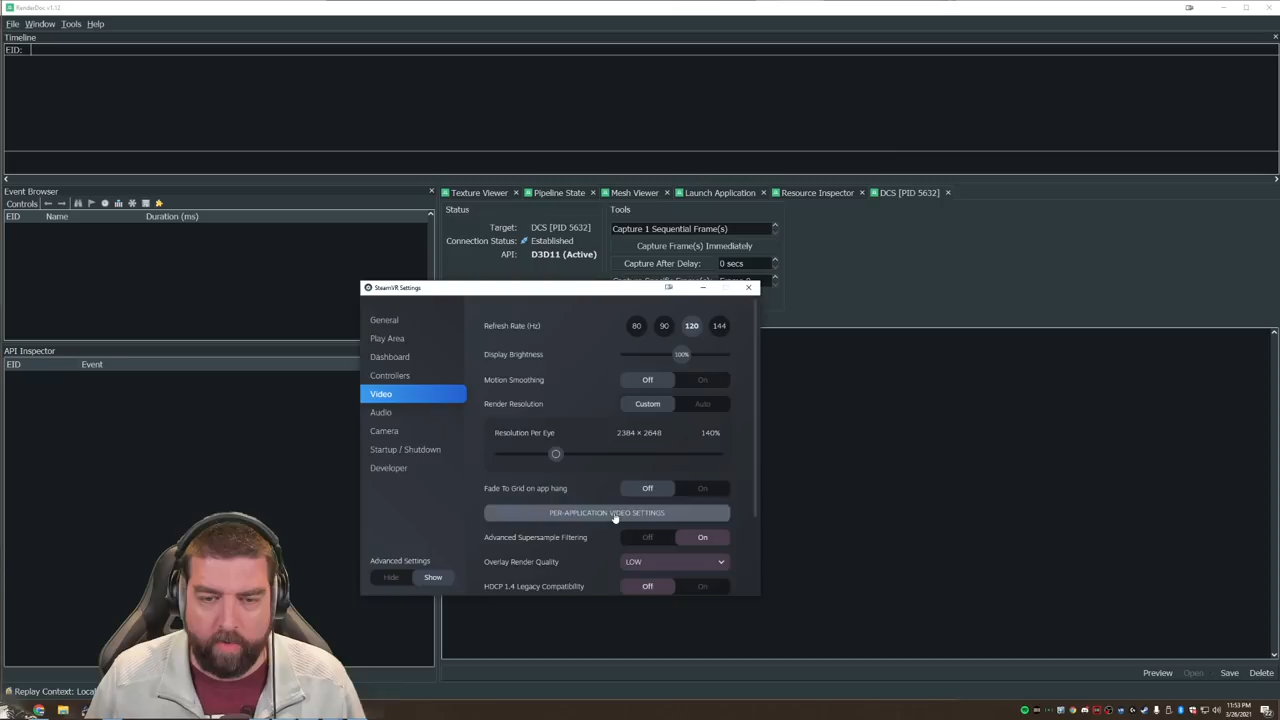 RenderDoc v1.12
File Window Tools Help
Timeline
EID:
Event Browser
Controls
EID Name Duration (ms)
API Inspector
EID Event
Texture Viewer
Pipeline State
Mesh Viewer
Launch Application
Resource Inspector
DCS [PID 5632]
Status
Target: DCS [PID 5632]
Connection Status: Established
API: D3D11 (Active)
Tools
Capture 1 Sequential Frame(s)
Capture Frame(s) Immediately
Capture After Delay: 0 secs
SteamVR Settings
General
Play Area
Dashboard
Controllers
Video
Audio
Camera
Startup / Shutdown
Developer
Advanced Settings
Hide Show
Refresh Rate (Hz) 80 90 120 144
Display Brightness 100%
Motion Smoothing Off On
Render Resolution Custom Auto
Resolution Per Eye 2384 × 2648 140%
Fade To Grid on app hang Off On
PER-APPLICATION VIDEO SETTINGS
Advanced Supersample Filtering Off On
Overlay Render Quality LOW
HDCP 1.4 Legacy Compatibility Off On
Preview Open Save Delete
Replay Context: Local
11:53 PM
3/26/2021